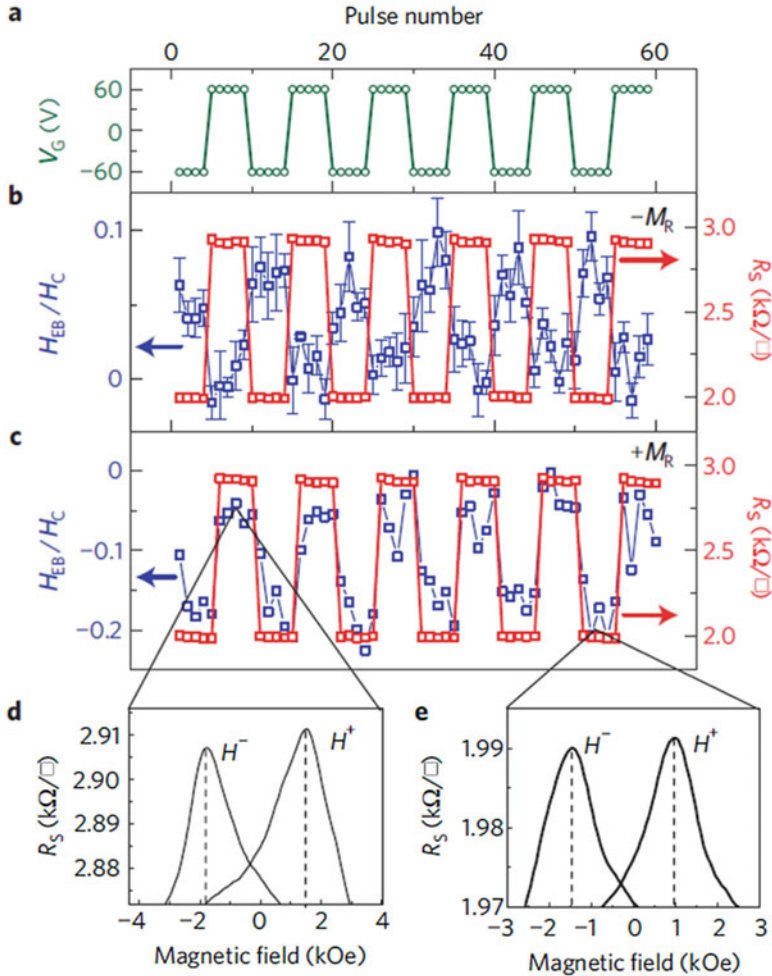 a
Pulse number
0 20 40 60
60
0
−60
V_G (V)
b
−M_R
0.1
0
H_EB/H_C
3.0
2.5
2.0
R_S (kΩ/□)
c
+M_R
0
−0.1
−0.2
H_EB/H_C
3.0
2.5
2.0
R_S (kΩ/□)
d
H⁻ H⁺
2.91
2.90
2.89
2.88
R_S (kΩ/□)
−4 −2 0 2 4
Magnetic field (kOe)
e
H⁻ H⁺
1.99
1.98
1.97
R_S (kΩ/□)
−3 −2 −1 0 1 2 3
Magnetic field (kOe)